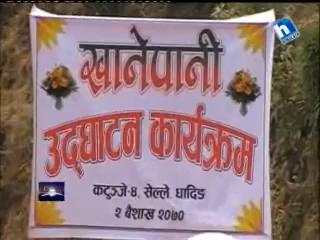 खानेपानी
उद्घाटन कार्यक्रम
कटुञ्जे-४, सेल्ले धादिङ
२ बैशाख २०७०
h